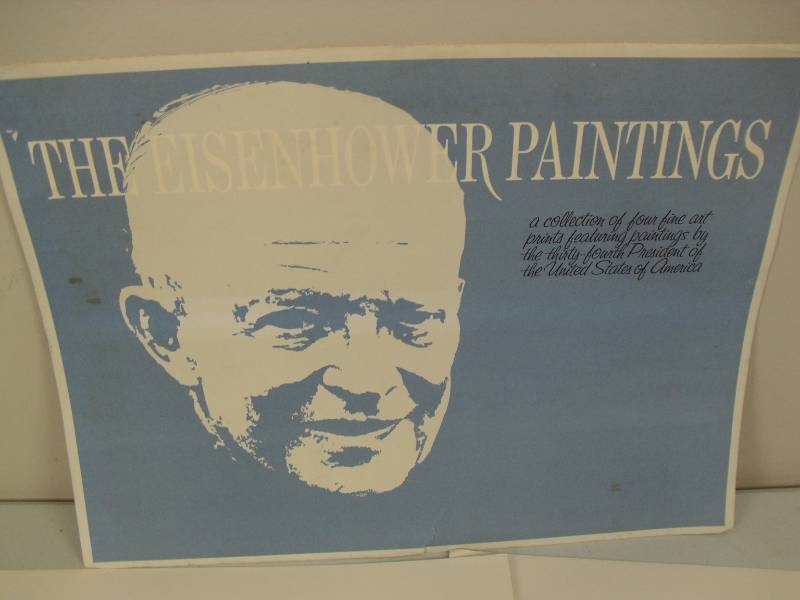 THE EISENHOWER PAINTINGS
a collection of four fine art
prints featuring paintings by
the thirty-fourth President of
the United States of America